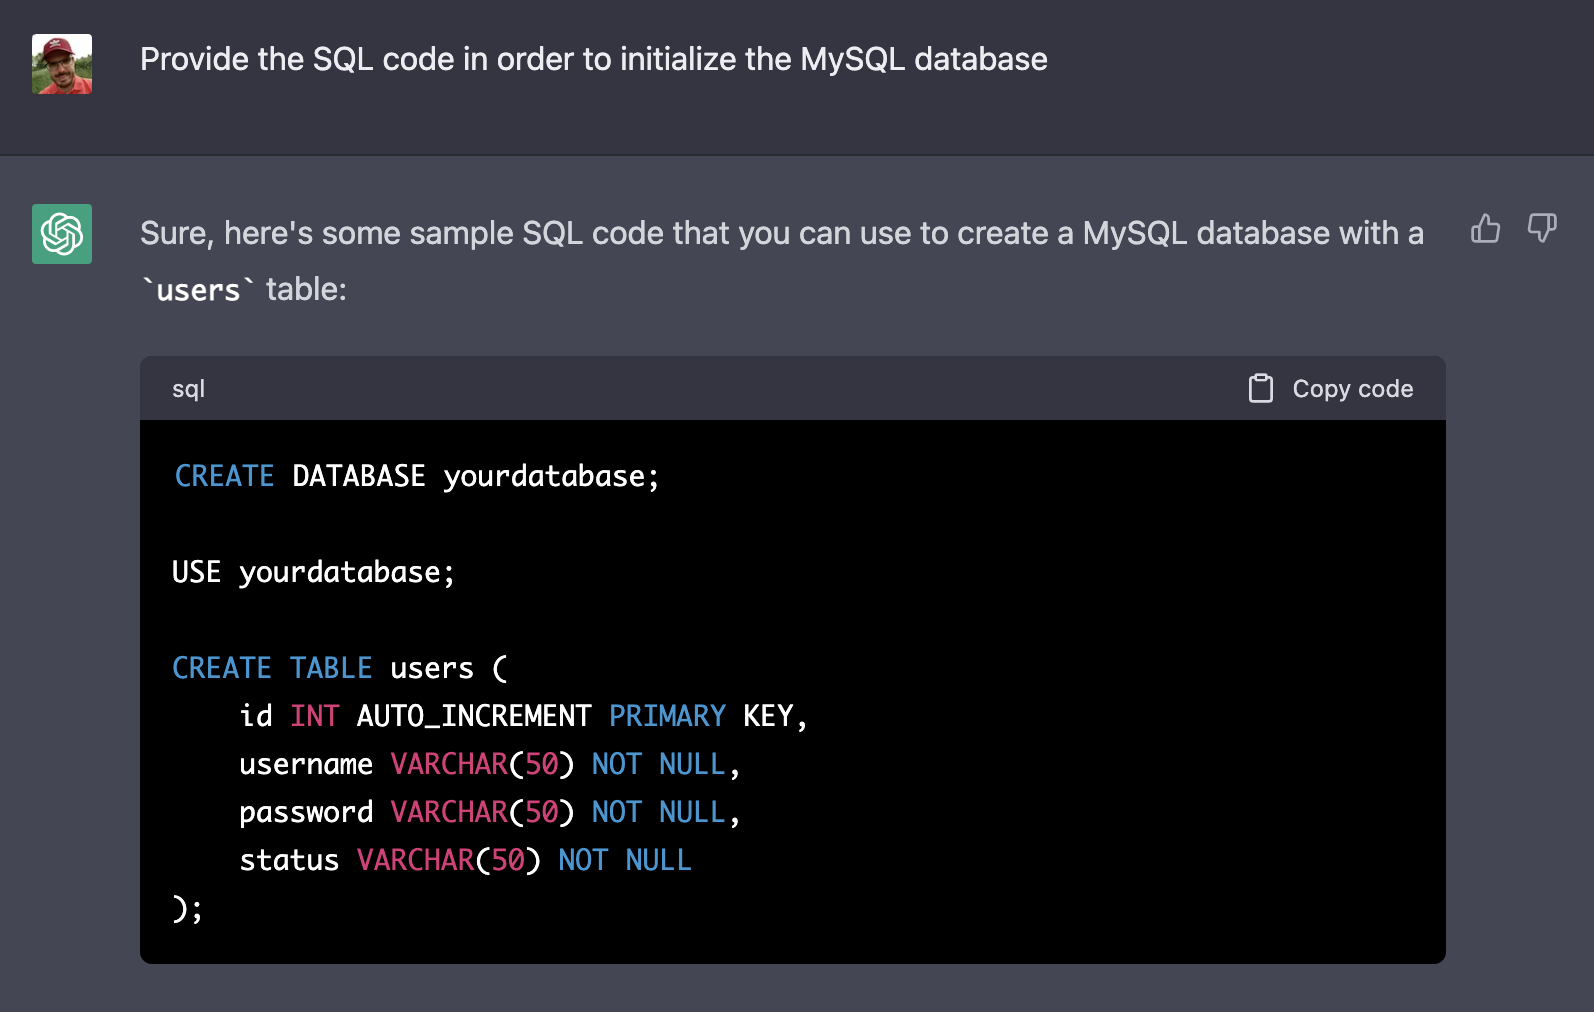 Provide the SQL code in order to initialize the MySQL database
Sure, here's some sample SQL code that you can use to create a MySQL database with a
`users` table:
sql
Copy code
CREATE DATABASE yourdatabase;
USE yourdatabase;
CREATE TABLE users (
    id INT AUTO_INCREMENT PRIMARY KEY,
    username VARCHAR(50) NOT NULL,
    password VARCHAR(50) NOT NULL,
    status VARCHAR(50) NOT NULL
);